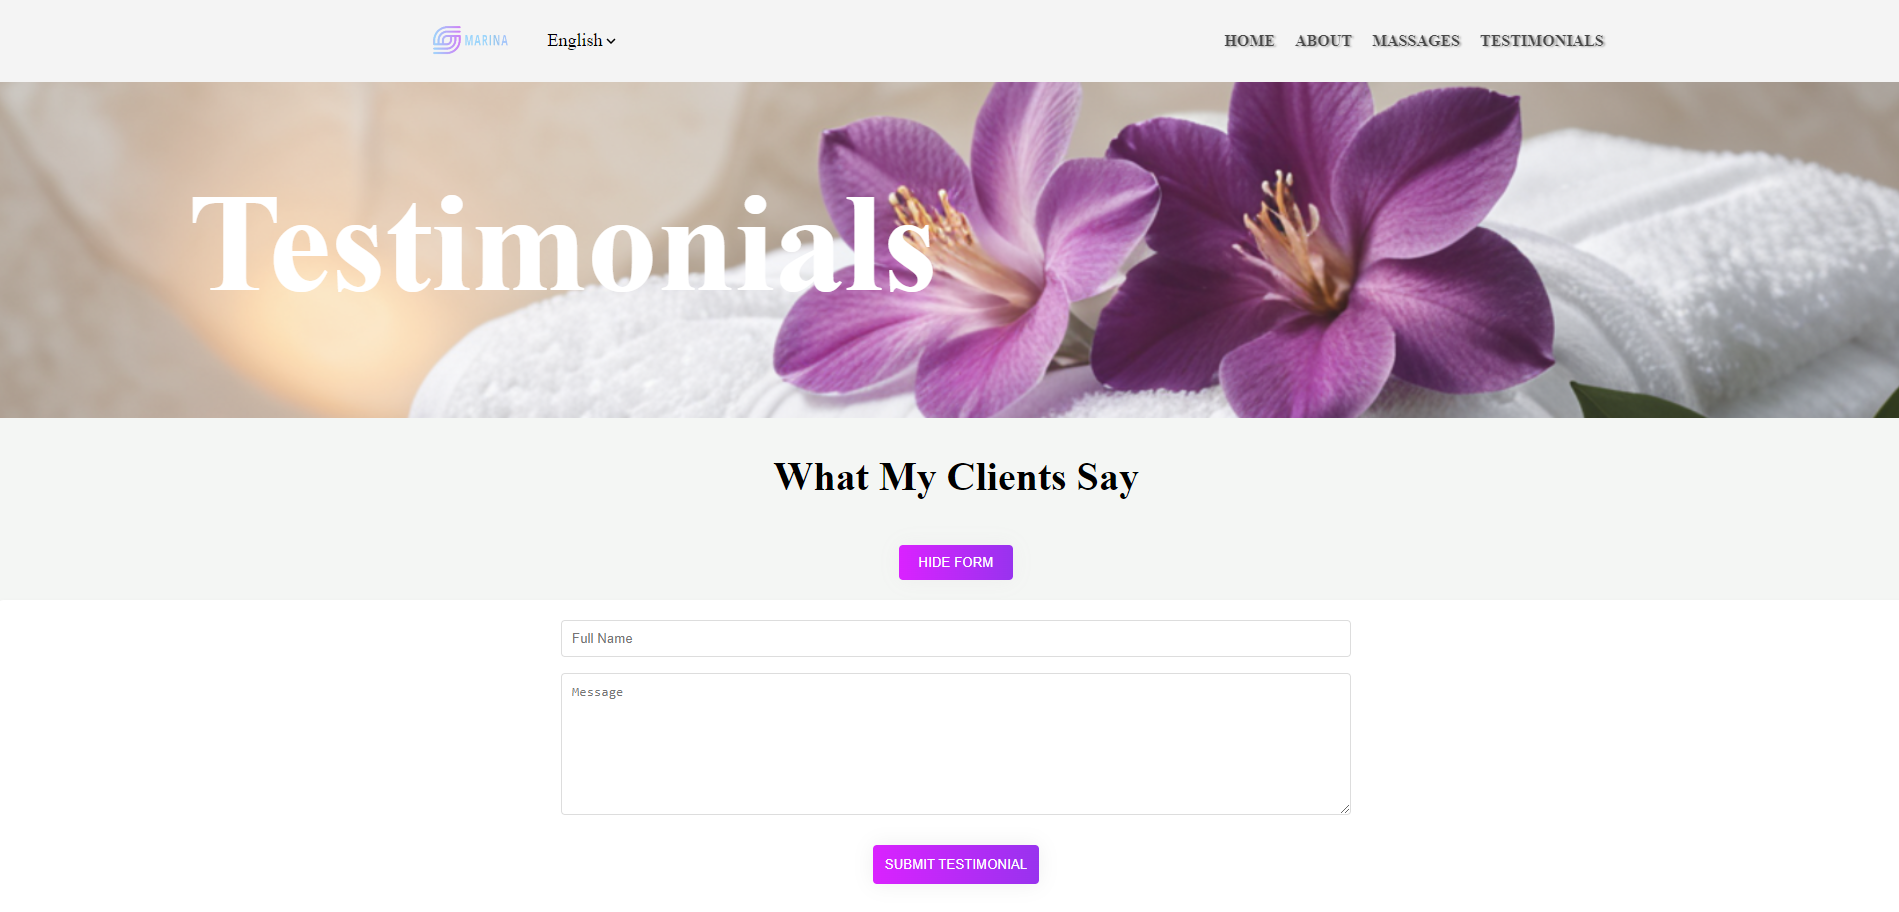 MARINA
English
HOME ABOUT MASSAGES TESTIMONIALS
Testimonials
What My Clients Say
HIDE FORM
Full Name
Message
SUBMIT TESTIMONIAL